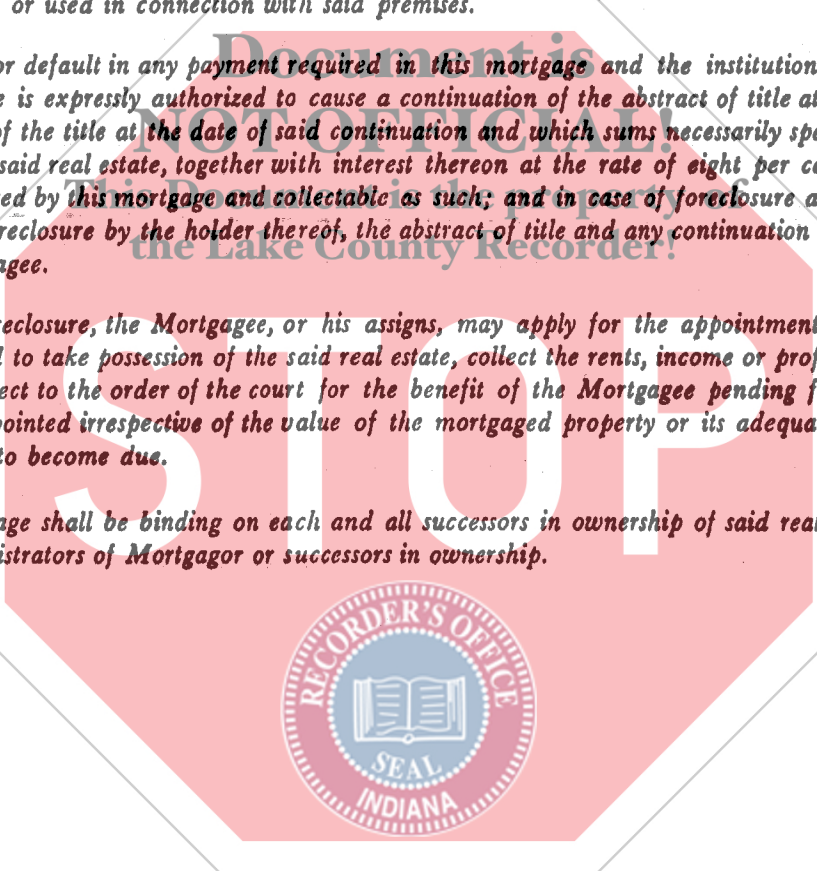 or used in connection with said premises.
Document is
or default in any payment required in this mortgage and the institution
e is expressly authorized to cause a continuation of the abstract of title at
NOT OFFICIAL!
of the title at the date of said continuation and which sums necessarily spe
said real estate, together with interest thereon at the rate of eight per ce
This Document is the property of
ed by this mortgage and collectable as such; and in case of foreclosure a
reclosure by the holder thereof, the abstract of title and any continuation
the Lake County Recorder!
agee.
reclosure, the Mortgagee, or his assigns, may apply for the appointment
l to take possession of the said real estate, collect the rents, income or prof
ect to the order of the court for the benefit of the Mortgagee pending f
STOP
pointed irrespective of the value of the mortgaged property or its adequa
to become due.
age shall be binding on each and all successors in ownership of said real
istrators of Mortgagor or successors in ownership.
RECORDER'S OFFICE
SEAL
INDIANA